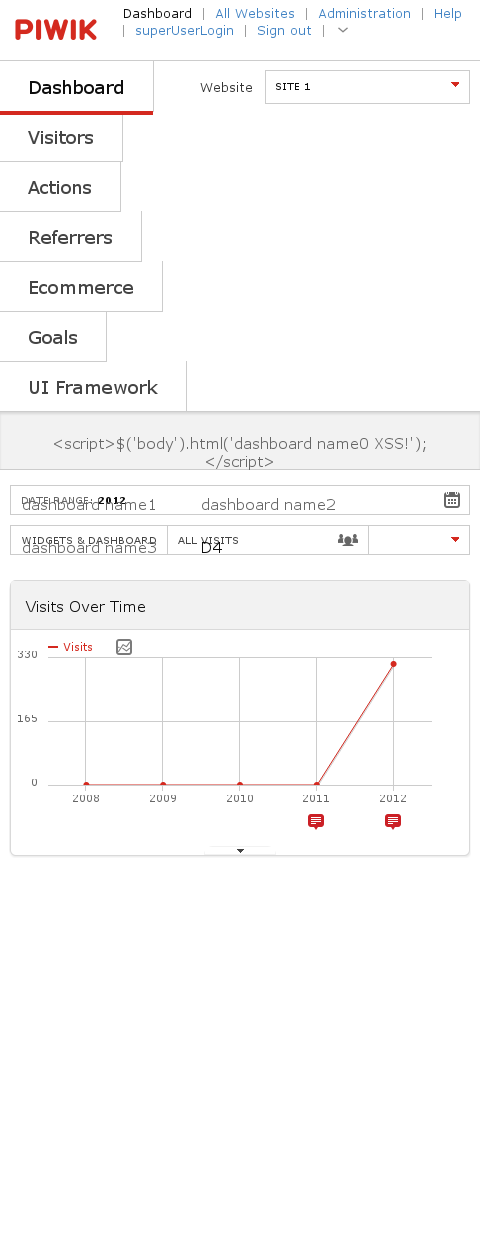 PIWIK
Dashboard | All Websites | Administration | Help
| superUserLogin | Sign out |
Dashboard
Website
SITE 1
Visitors
Actions
Referrers
Ecommerce
Goals
UI Framework
<script>$('body').html('dashboard name0 XSS!');
</script>
DATE RANGE: 2012
dashboard name1
dashboard name2
WIDGETS & DASHBOARD
ALL VISITS
dashboard name3
D4
Visits Over Time
Visits
330
165
0
2008 2009 2010 2011 2012